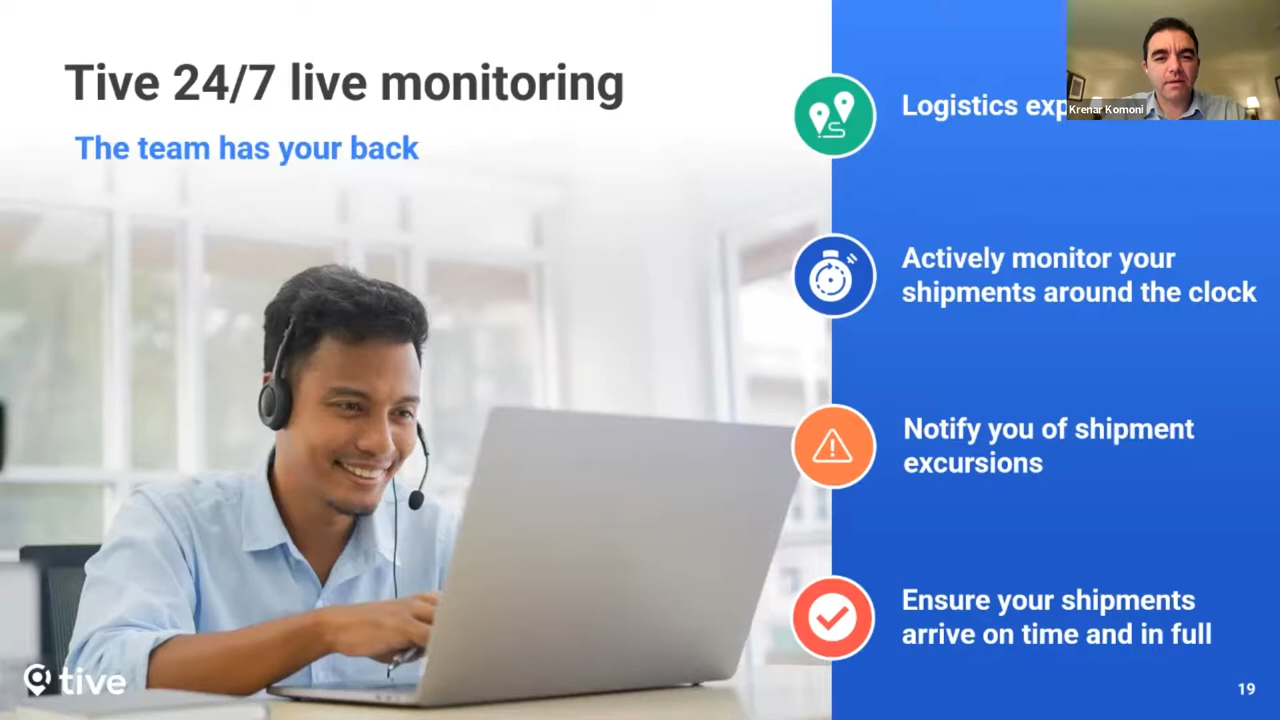 Tive 24/7 live monitoring
The team has your back
Logistics
Krenar Komoni
Actively monitor your
shipments around the clock
Notify you of shipment
excursions
Ensure your shipments
arrive on time and in full
tive
19